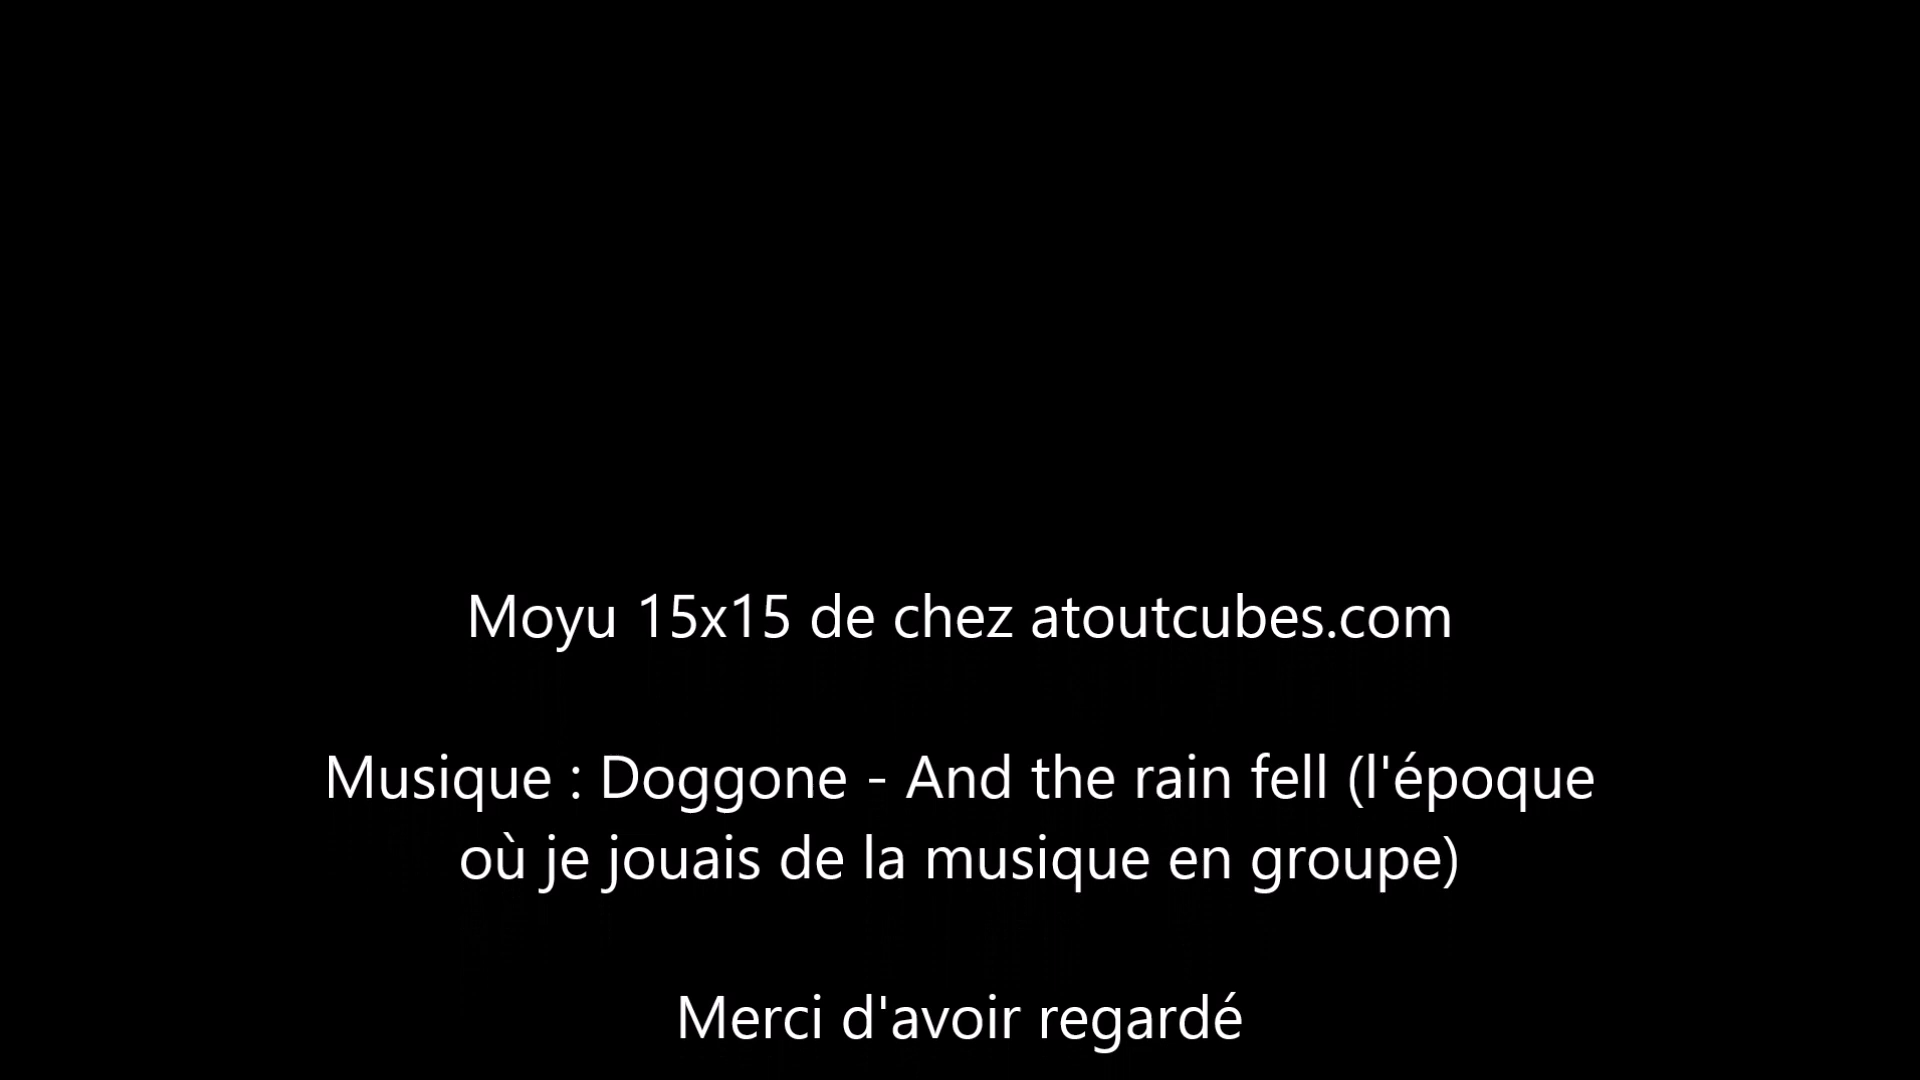 Moyu 15x15 de chez atoutcubes.com
Musique : Doggone - And the rain fell (l'époque
où je jouais de la musique en groupe)
Merci d'avoir regardé